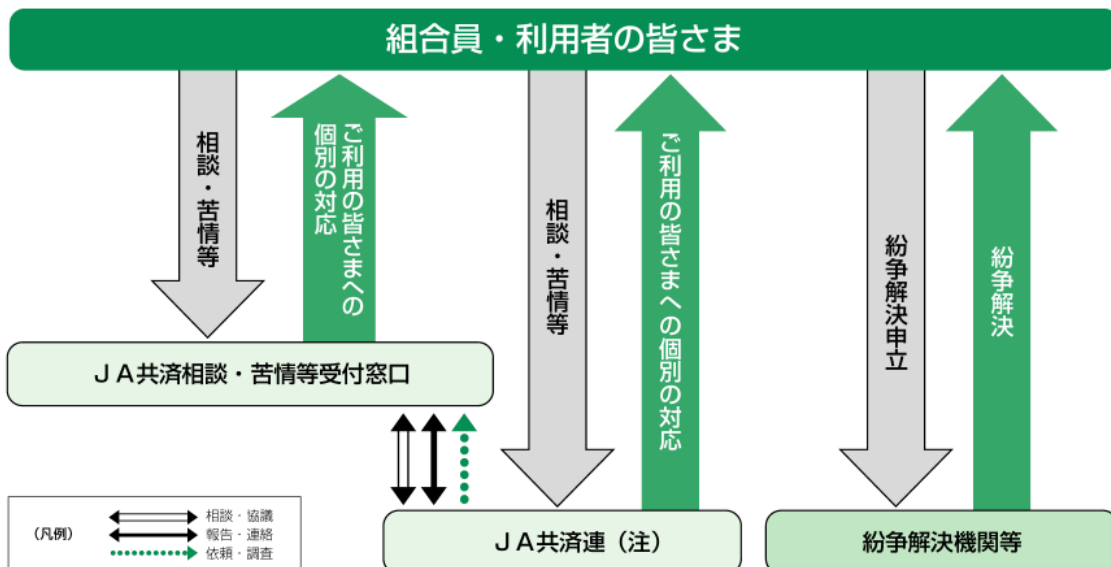 組合員・利用者の皆さま
相談・苦情等
ご利用の皆さまへの
個別の対応
相談・苦情等
ご利用の皆さまへの個別の対応
紛争解決申立
紛争解決
ＪＡ共済相談・苦情等受付窓口
ＪＡ共済連（注）
紛争解決機関等
（凡例）
相談・協議
報告・連絡
依頼・調査